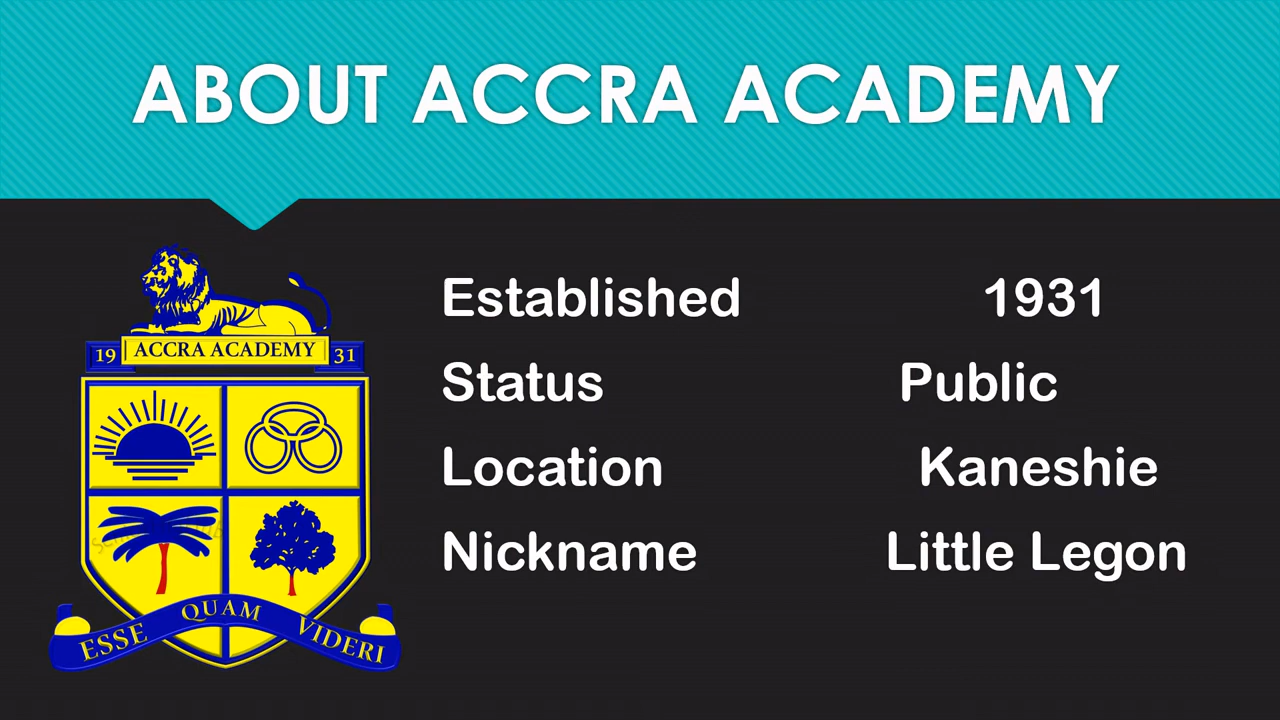 ABOUT ACCRA ACADEMY
Established 1931
Status Public
Location Kaneshie
Nickname Little Legon
19 ACCRA ACADEMY 31
ESSE QUAM VIDERI